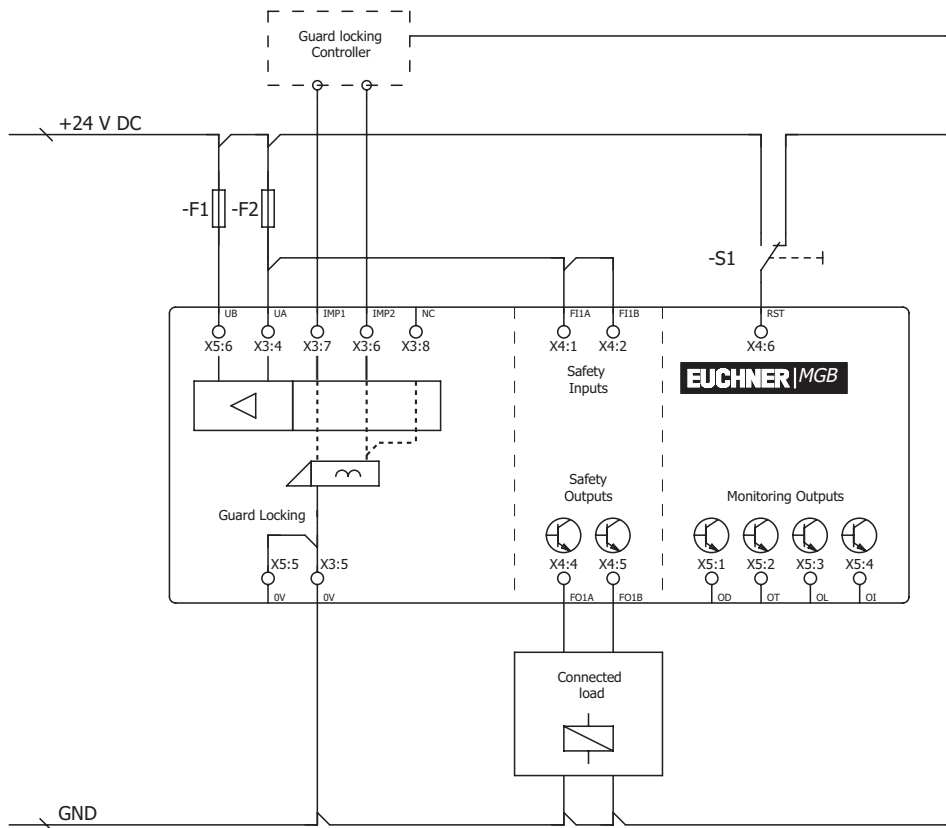 Guard locking
Controller
+24 V DC
-F1
-F2
-S1
UB
UA
IMP1
IMP2
NC
FI1A
FI1B
RST
X5:6
X3:4
X3:7
X3:6
X3:8
X4:1
X4:2
X4:6
Safety
Inputs
EUCHNER MGB
Safety
Outputs
Guard Locking
Monitoring Outputs
X5:5
X3:5
X4:4
X4:5
X5:1
X5:2
X5:3
X5:4
0V
0V
FO1A
FO1B
OD
OT
OL
OI
Connected
load
GND